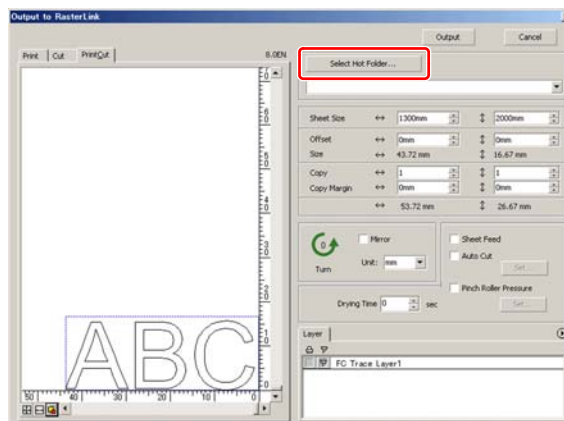 Output to RasterLink
Output Cancel
Print Cut PrintCut 8.0EN
Select Hot Folder...
Sheet Size 1300mm 2000mm
Offset 0mm 0mm
Size 43.72 mm 16.67 mm
Copy 1 1
Copy Margin 0mm 0mm
53.72 mm 26.67 mm
0
Turn
Mirror
Unit: mm
Sheet Feed
Auto Cut
Set...
Pinch Roller Pressure
Set...
Drying Time 0 sec
Layer
FC Trace Layer1
ABC
50 40 30 20 10 0